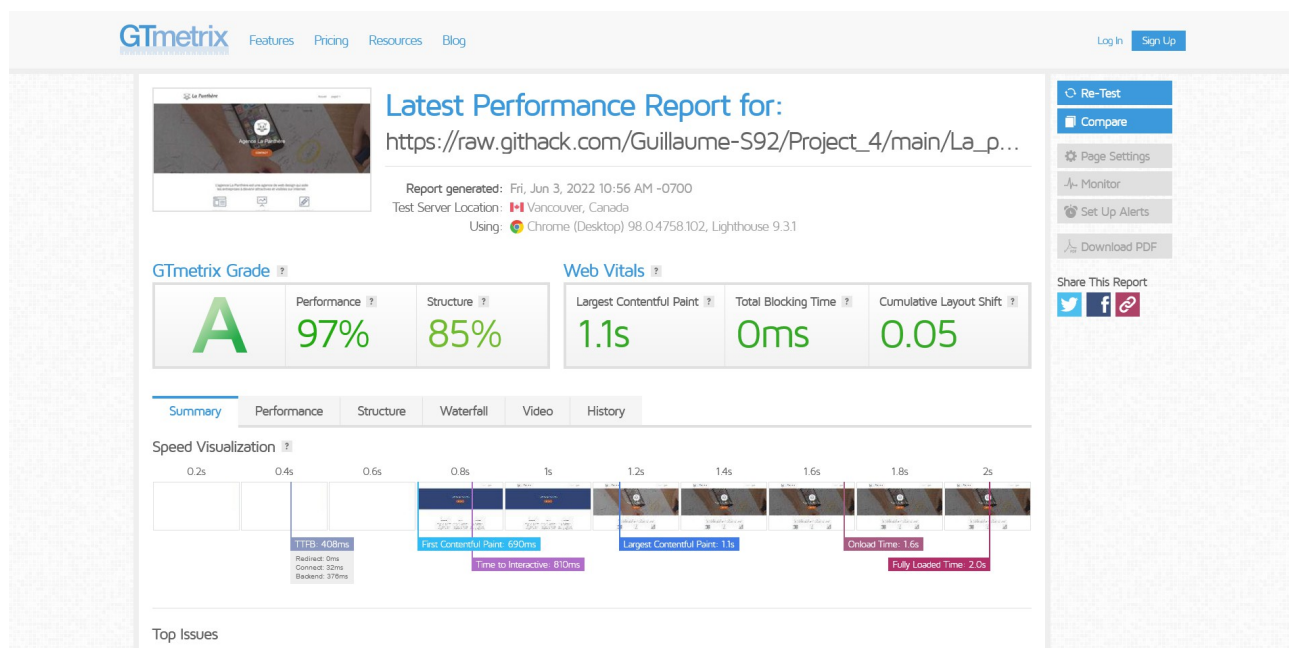 GTmetrix Features Pricing Resources Blog Log In Sign Up
La Panthère
Agence La Panthère
Latest Performance Report for:
https://raw.githack.com/Guillaume-S92/Project_4/main/La_p...
Report generated: Fri, Jun 3, 2022 10:56 AM -0700
Test Server Location: Vancouver, Canada
Using: Chrome (Desktop) 98.0.4758.102, Lighthouse 9.3.1
Re-Test
Compare
Page Settings
Monitor
Set Up Alerts
Download PDF
Share This Report
GTmetrix Grade ?
Web Vitals ?
A
Performance ?
97%
Structure ?
85%
Largest Contentful Paint ?
1.1s
Total Blocking Time ?
0ms
Cumulative Layout Shift ?
0.05
Summary Performance Structure Waterfall Video History
Speed Visualization ?
0.2s 0.4s 0.6s 0.8s 1s 1.2s 1.4s 1.6s 1.8s 2s
TTFB: 408ms
Redirect: 0ms
Connect: 32ms
Backend: 376ms
First Contentful Paint: 690ms
Time to Interactive: 810ms
Largest Contentful Paint: 1.1s
Onload Time: 1.6s
Fully Loaded Time: 2.0s
Top Issues